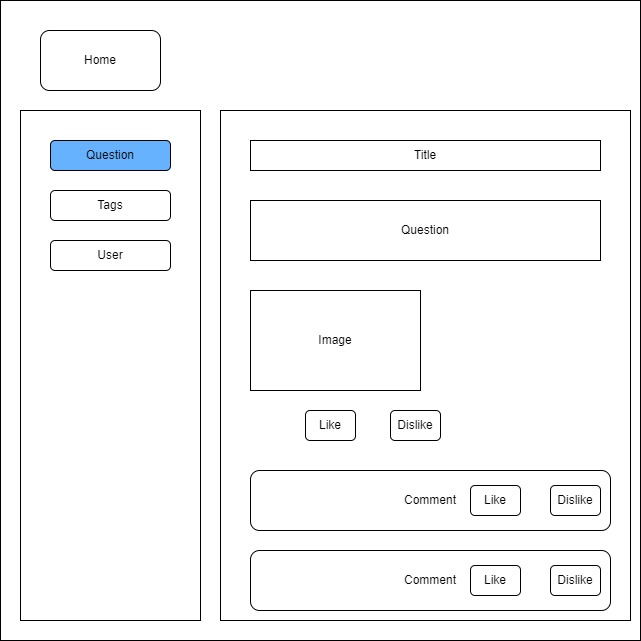 Home
Question
Tags
User
Title
Question
Image
Like
Dislike
Comment
Like
Dislike
Comment
Like
Dislike